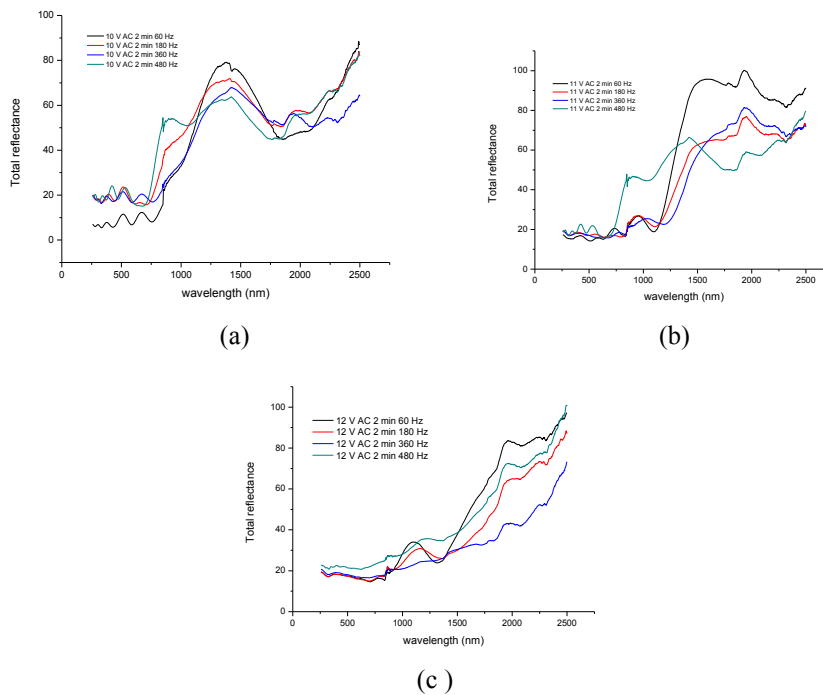 10 V AC 2 min 60 Hz
10 V AC 2 min 180 Hz
10 V AC 2 min 360 Hz
10 V AC 2 min 480 Hz
Total reflectance
100
80
60
40
20
0
0 500 1000 1500 2000 2500
wavelength (nm)
(a)
11 V AC 2 min 60 Hz
11 V AC 2 min 180 Hz
11 V AC 2 min 360 Hz
11 V AC 2 min 480 Hz
Total reflectance
100
80
60
40
20
0
0 500 1000 1500 2000 2500
wavelength (nm)
(b)
12 V AC 2 min 60 Hz
12 V AC 2 min 180 Hz
12 V AC 2 min 360 Hz
12 V AC 2 min 480 Hz
Total reflectance
100
80
60
40
20
0
0 500 1000 1500 2000 2500
wavelength (nm)
(c )